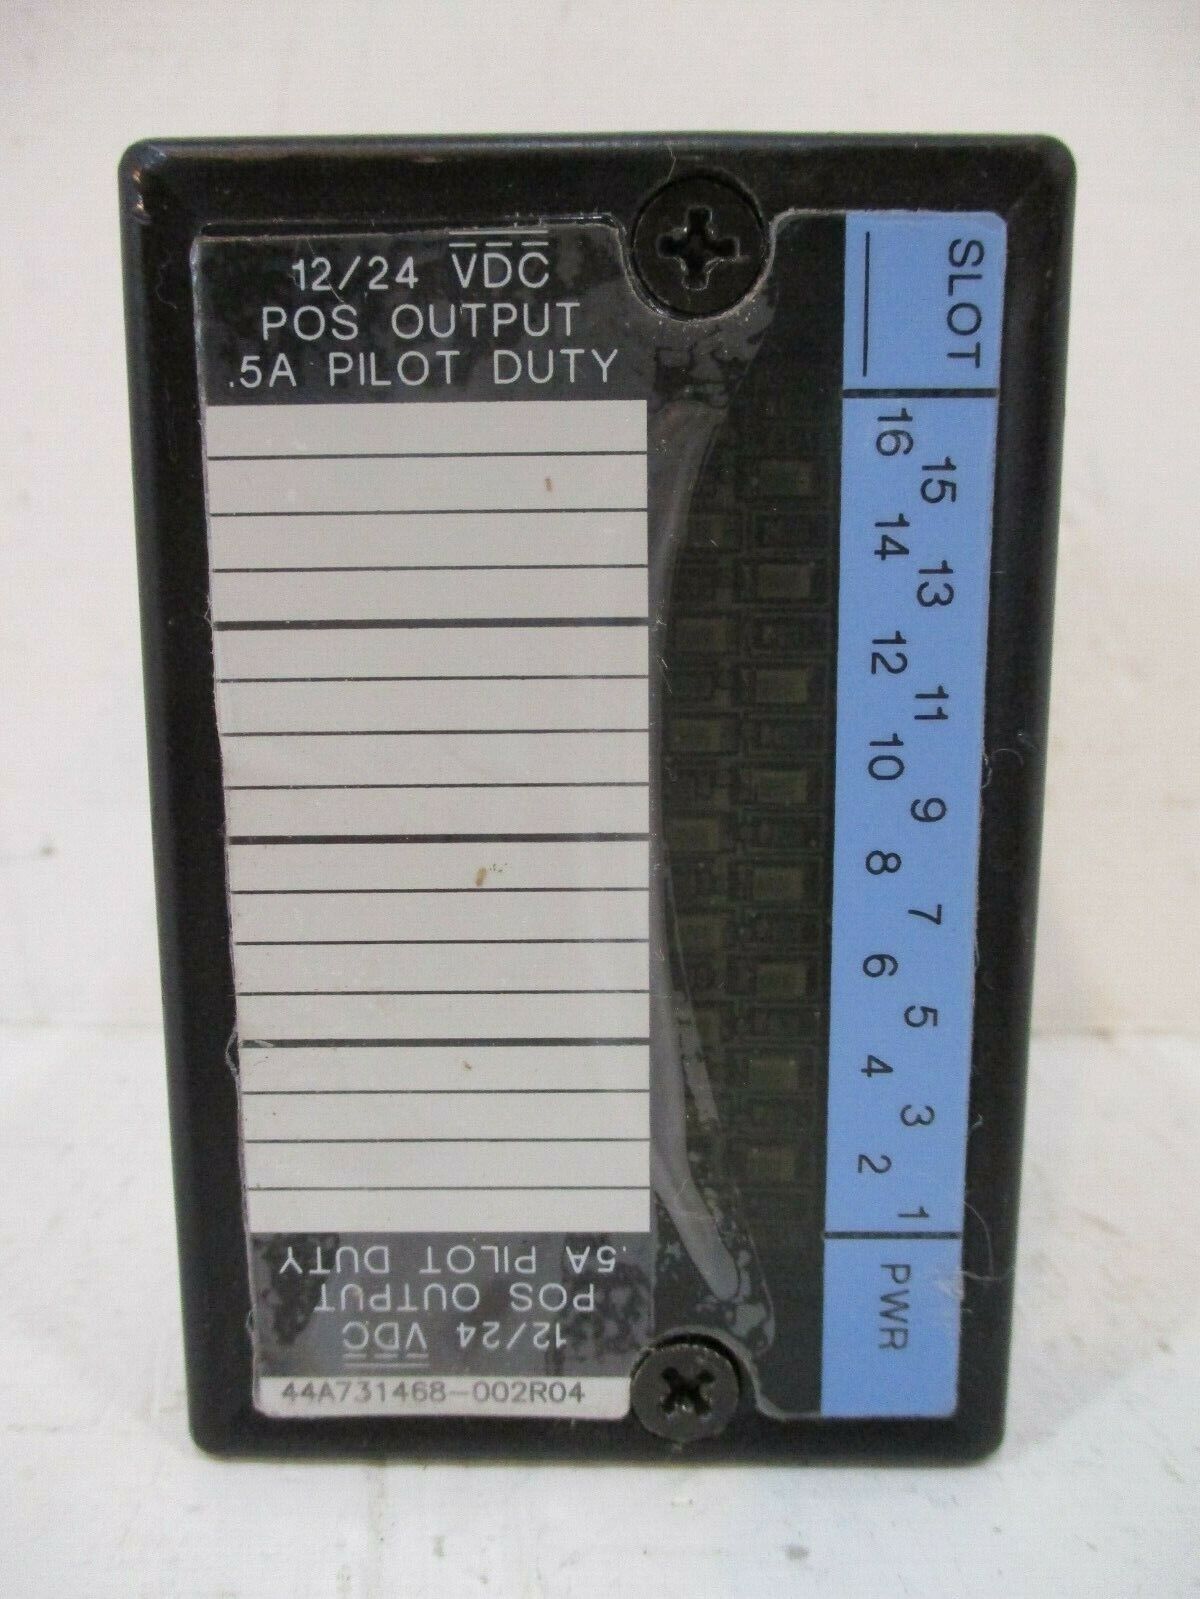 12/24 VDC
POS OUTPUT
.5A PILOT DUTY
SLOT
16 15
14 13
12 11
10 9
8 7
6 5
4 3
2 1
PWR
12/24 VDC
POS OUTPUT
.5A PILOT DUTY
44A731468-002R04